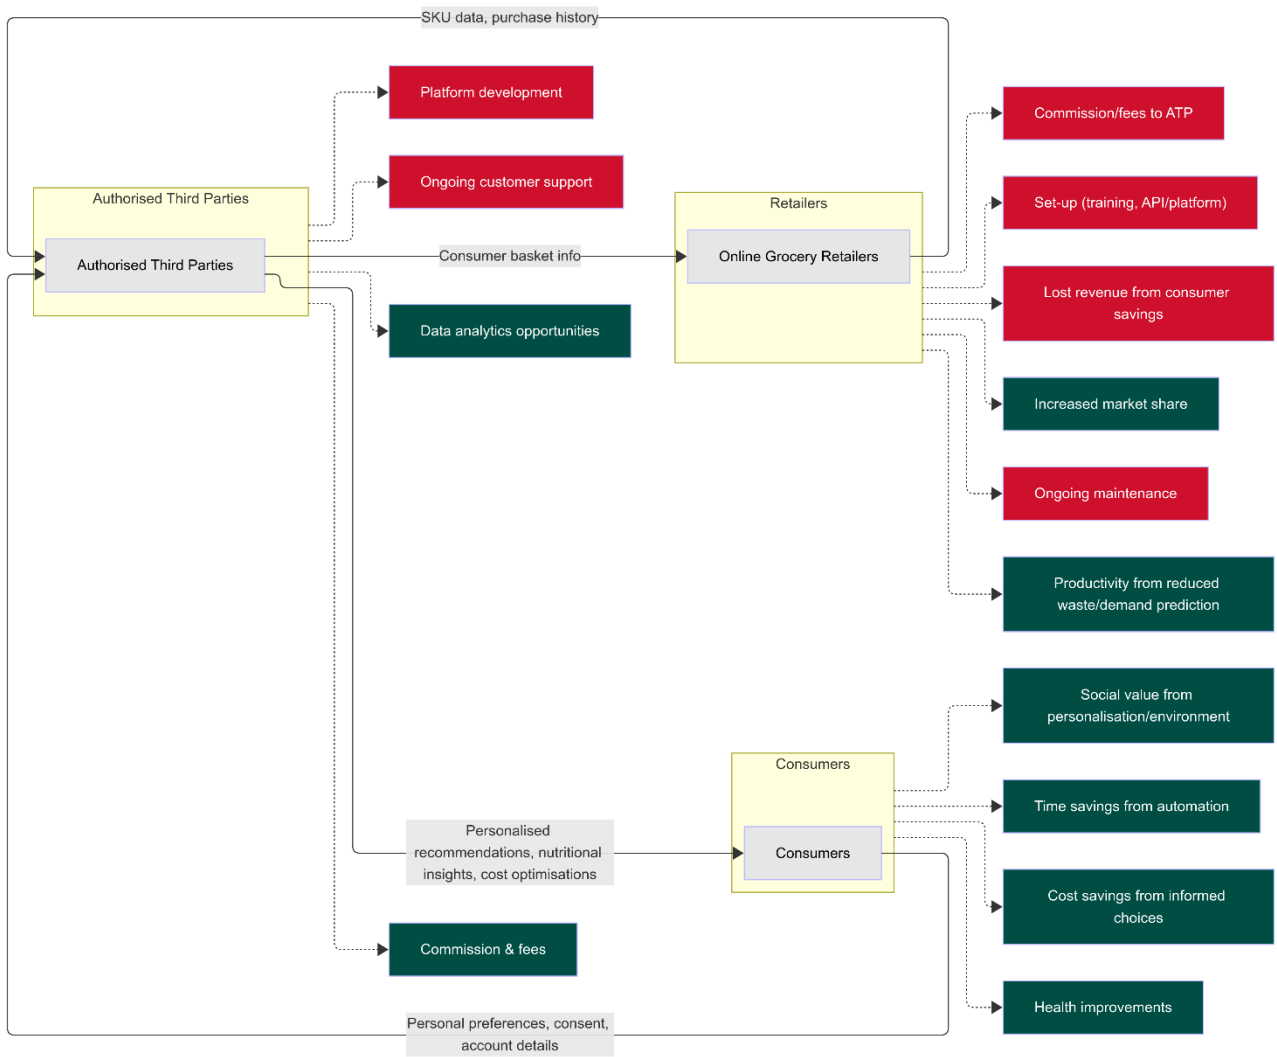 SKU data, purchase history
Platform development
Commission/fees to ATP
Ongoing customer support
Set-up (training, API/platform)
Authorised Third Parties
Retailers
Authorised Third Parties
Consumer basket info
Online Grocery Retailers
Lost revenue from consumer
savings
Data analytics opportunities
Increased market share
Ongoing maintenance
Productivity from reduced
waste/demand prediction
Social value from
personalisation/environment
Consumers
Time savings from automation
Personalised
recommendations, nutritional
insights, cost optimisations
Consumers
Cost savings from informed
choices
Commission & fees
Health improvements
Personal preferences, consent,
account details